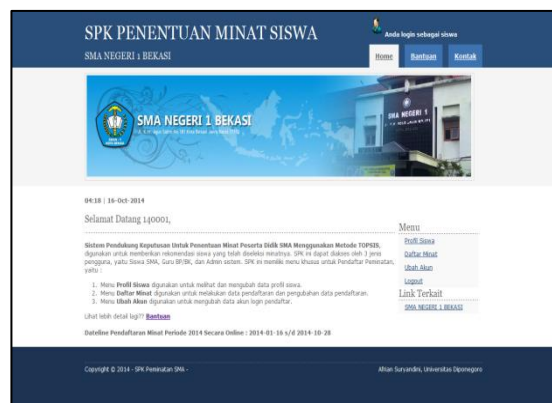 SPK PENENTUAN MINAT SISWA
Anda login sebagai siswa
SMA NEGERI 1 BEKASI
Home Bantuan Kontak
SMA NEGERI 1 BEKASI
SMA NEGERI 1
04:18 | 16-Oct-2014
Selamat Datang 140001,
Sistem Pendukung Keputusan Untuk Penentuan Minat Peserta Didik SMA Menggunakan Metode TOPSIS,
digunakan untuk memberikan rekomendasi siswa yang telah diseleksi minatnya. SPK ini dapat diakses oleh 3 jenis
pengguna, yaitu Siswa SMA, Guru BP/BK, dan Admin sistem. SPK ini memiliki menu khusus untuk Pendaftar Peminatan,
yaitu :
1. Menu Profil Siswa digunakan untuk melihat dan mengubah data profil siswa.
2. Menu Daftar Minat digunakan untuk melakukan data pendaftaran dan pengubahan data pendaftaran.
3. Menu Ubah Akun digunakan untuk mengubah data akun login pendaftar.
Lihat lebih detail lagi?? Bantuan
Dateline Pendaftaran Minat Periode 2014 Secara Online : 2014-01-16 s/d 2014-10-28
Menu
Profil Siswa
Daftar Minat
Ubah Akun
Logout
Link Terkait
SMA NEGERI 1 BEKASI
Copyright © 2014 - SPK Peminatan SMA -
Afrian Suryandini, Universitas Diponegoro